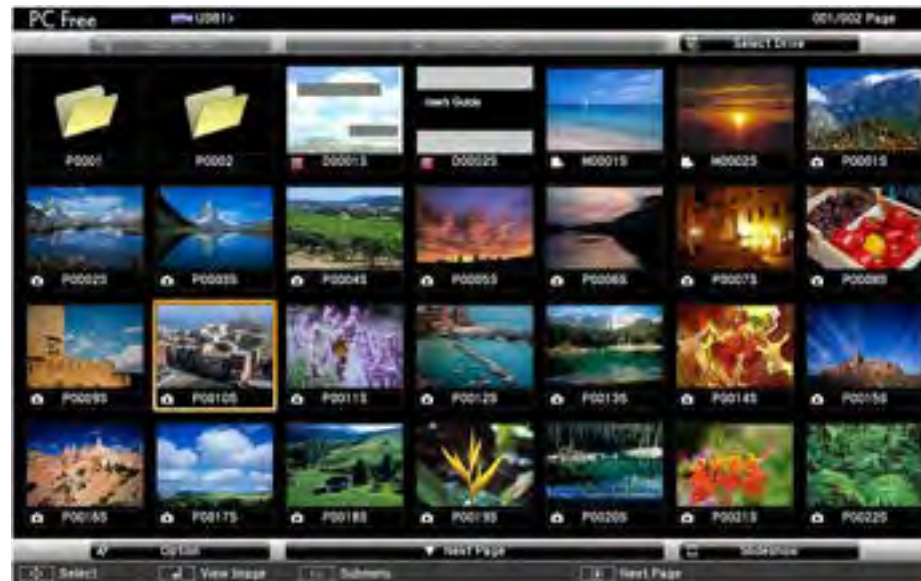 PC Free USB1> 001/002 Page
Select Drive
User's Guide
P0001 P0002 D0001S D0002S M0001S M0002S P0001S
P0002S P0003S P0004S P0005S P0006S P0007S P0008S
P0009S P0010S P0011S P0012S P0013S P0014S P0015S
P0016S P0017S P0018S P0019S P0020S P0021S P0022S
Option Next Page Slideshow
Select View Image Submenu Next Page